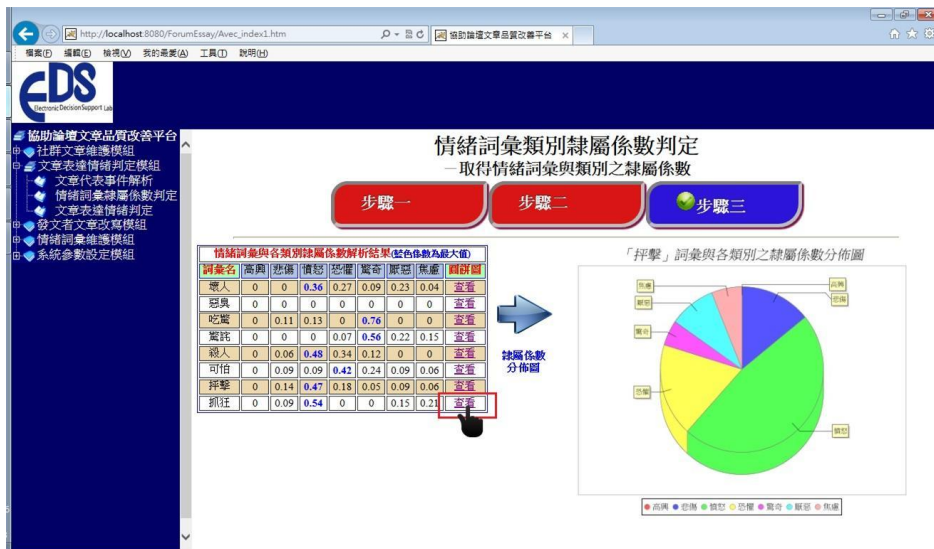 http://localhost:8080/ForumEssay/Avec_index1.htm
協助論壇文章品質改善平台
檔案(F) 編輯(E) 檢視(V) 我的最愛(A) 工具(T) 說明(H)
EDS
Electronic Decision Support Lab
協助論壇文章品質改善平台
社群文章維護模組
文章表達情緒判定模組
文章代表事件解析
情緒詞彙隸屬係數判定
文章表達情緒判定
發文者文章改寫模組
情緒詞彙維護模組
系統參數設定模組
情緒詞彙類別隸屬係數判定
－取得情緒詞彙與類別之隸屬係數
步驟一 步驟二 步驟三
情緒詞彙與各類別隸屬係數解析結果(藍色係數為最大值)
詞彙名 高興 悲傷 憤怒 恐懼 驚奇 厭惡 焦慮 圓餅圖
壞人 0 0 0.36 0.27 0.09 0.23 0.04 查看
惡臭 0 0 0 0 0 0 0 查看
吃驚 0 0.11 0.13 0 0.76 0 0 查看
驚詫 0 0 0 0.07 0.56 0.22 0.15 查看
殺人 0 0.06 0.48 0.34 0.12 0 0 查看
可怕 0 0.09 0.09 0.42 0.24 0.09 0.06 查看
抨擊 0 0.14 0.47 0.18 0.05 0.09 0.06 查看
抓狂 0 0.09 0.54 0 0 0.15 0.21 查看
隸屬係數
分佈圖
「抨擊」詞彙與各類別之隸屬係數分佈圖
焦慮
高興
悲傷
厭惡
驚奇
恐懼
憤怒
高興 悲傷 憤怒 恐懼 驚奇 厭惡 焦慮